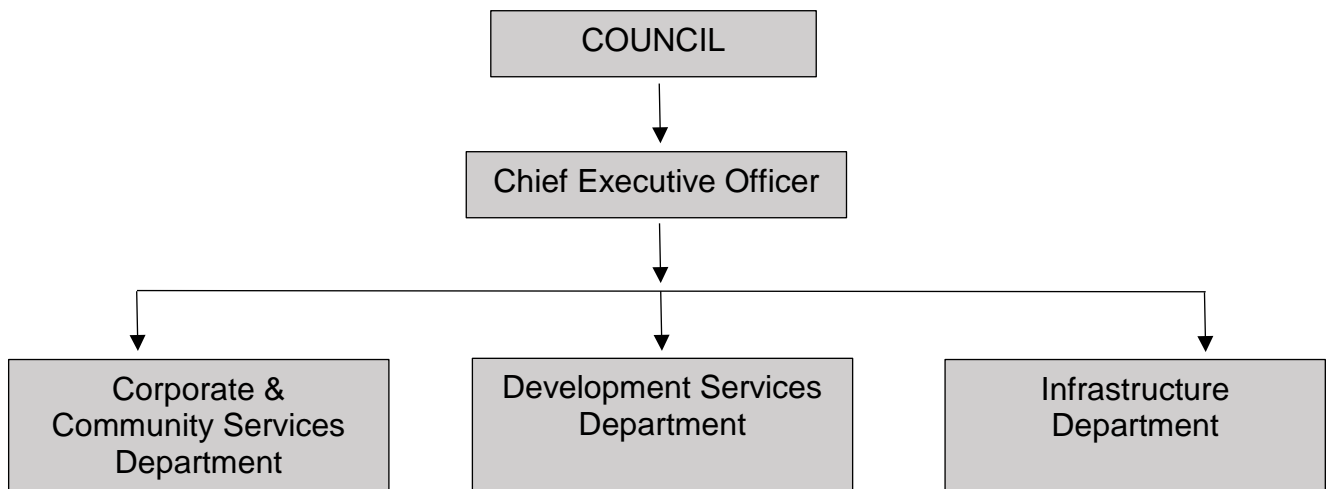 COUNCIL
Chief Executive Officer
Corporate &
Community Services
Department
Development Services
Department
Infrastructure
Department